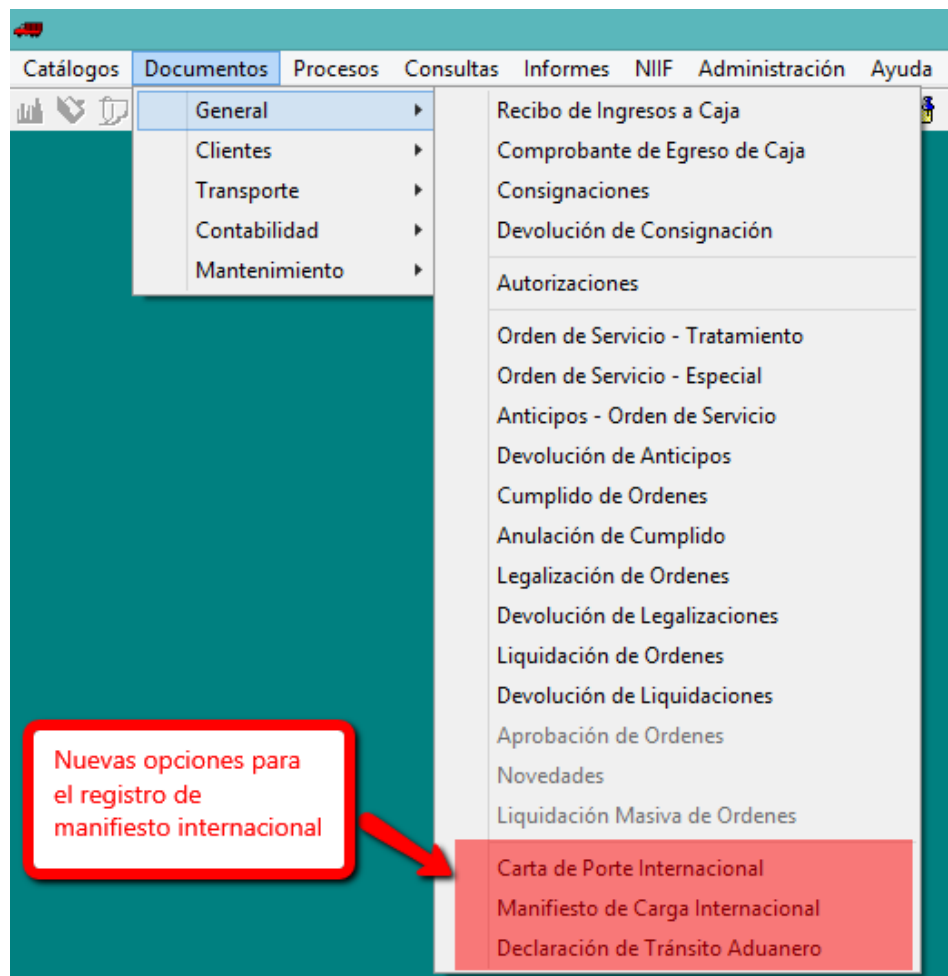 Catálogos Documentos Procesos Consultas Informes NIIF Administración Ayuda
General
Clientes
Transporte
Contabilidad
Mantenimiento
Recibo de Ingresos a Caja
Comprobante de Egreso de Caja
Consignaciones
Devolución de Consignación
Autorizaciones
Orden de Servicio - Tratamiento
Orden de Servicio - Especial
Anticipos - Orden de Servicio
Devolución de Anticipos
Cumplido de Ordenes
Anulación de Cumplido
Legalización de Ordenes
Devolución de Legalizaciones
Liquidación de Ordenes
Devolución de Liquidaciones
Aprobación de Ordenes
Novedades
Liquidación Masiva de Ordenes
Carta de Porte Internacional
Manifiesto de Carga Internacional
Declaración de Tránsito Aduanero
Nuevas opciones para
el registro de
manifiesto internacional